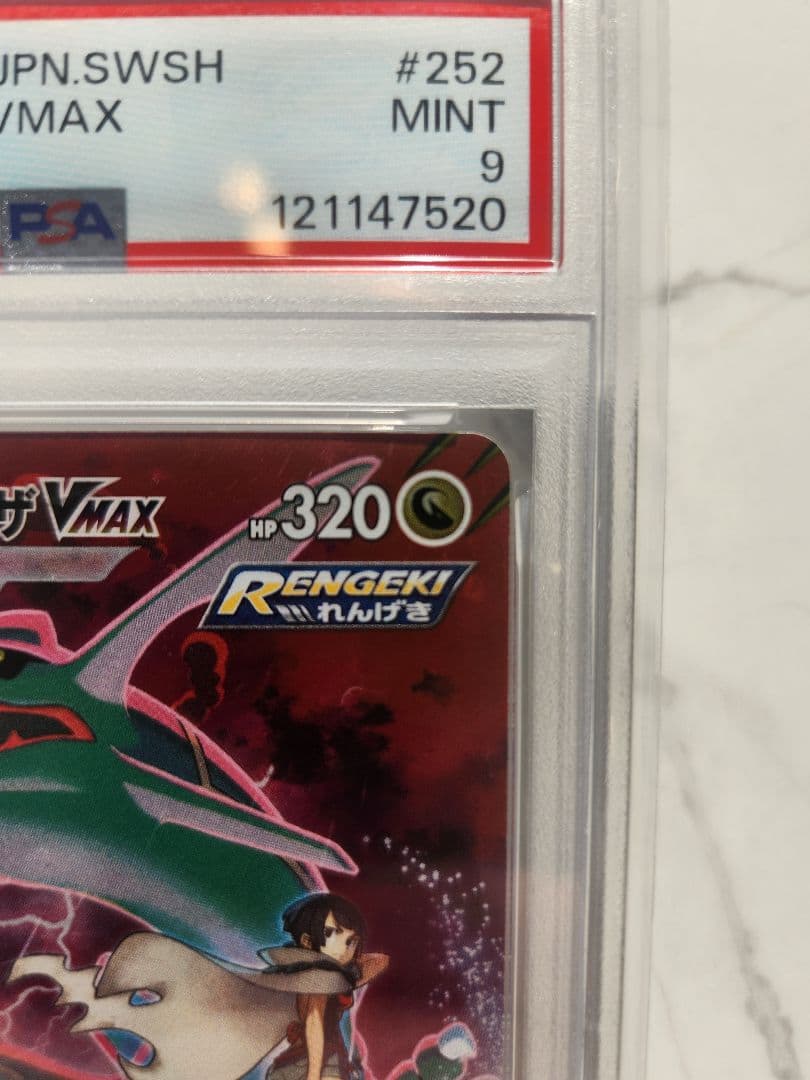 JPN.SWSH #252
VMAX MINT
9
PSA 121147520
ザ VMAX HP 320
RENGEKI
れんげき